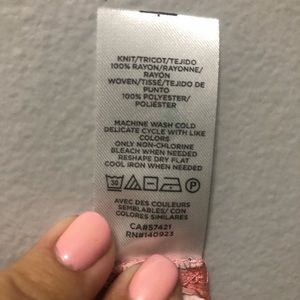 KNIT/TRICOT/TEJIDO
100% RAYON/RAYONNE/
RAYÓN
WOVEN/TISSÉ/TEJIDO DE
PUNTO
100% POLYESTER/
POLIÉSTER
MACHINE WASH COLD
DELICATE CYCLE WITH LIKE
COLORS
ONLY NON-CHLORINE
BLEACH WHEN NEEDED
RESHAPE DRY FLAT
COOL IRON WHEN NEEDED
30 P
AVEC DES COULEURS
SEMBLABLES/ CON
COLORES SIMILARES
CA#57421
RN#140923